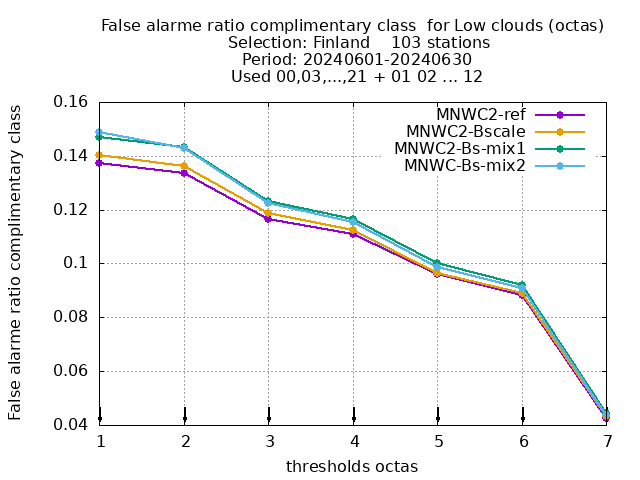 False alarme ratio complimentary class  for Low clouds (octas)
Selection: Finland    103 stations
Period: 20240601-20240630
Used 00,03,...,21 + 01 02 ... 12
False alarme ratio complimentary class
0.16
0.14
0.12
0.1
0.08
0.06
0.04
MNWC2-ref
MNWC2-Bscale
MNWC2-Bs-mix1
MNWC-Bs-mix2
1 2 3 4 5 6 7
thresholds octas